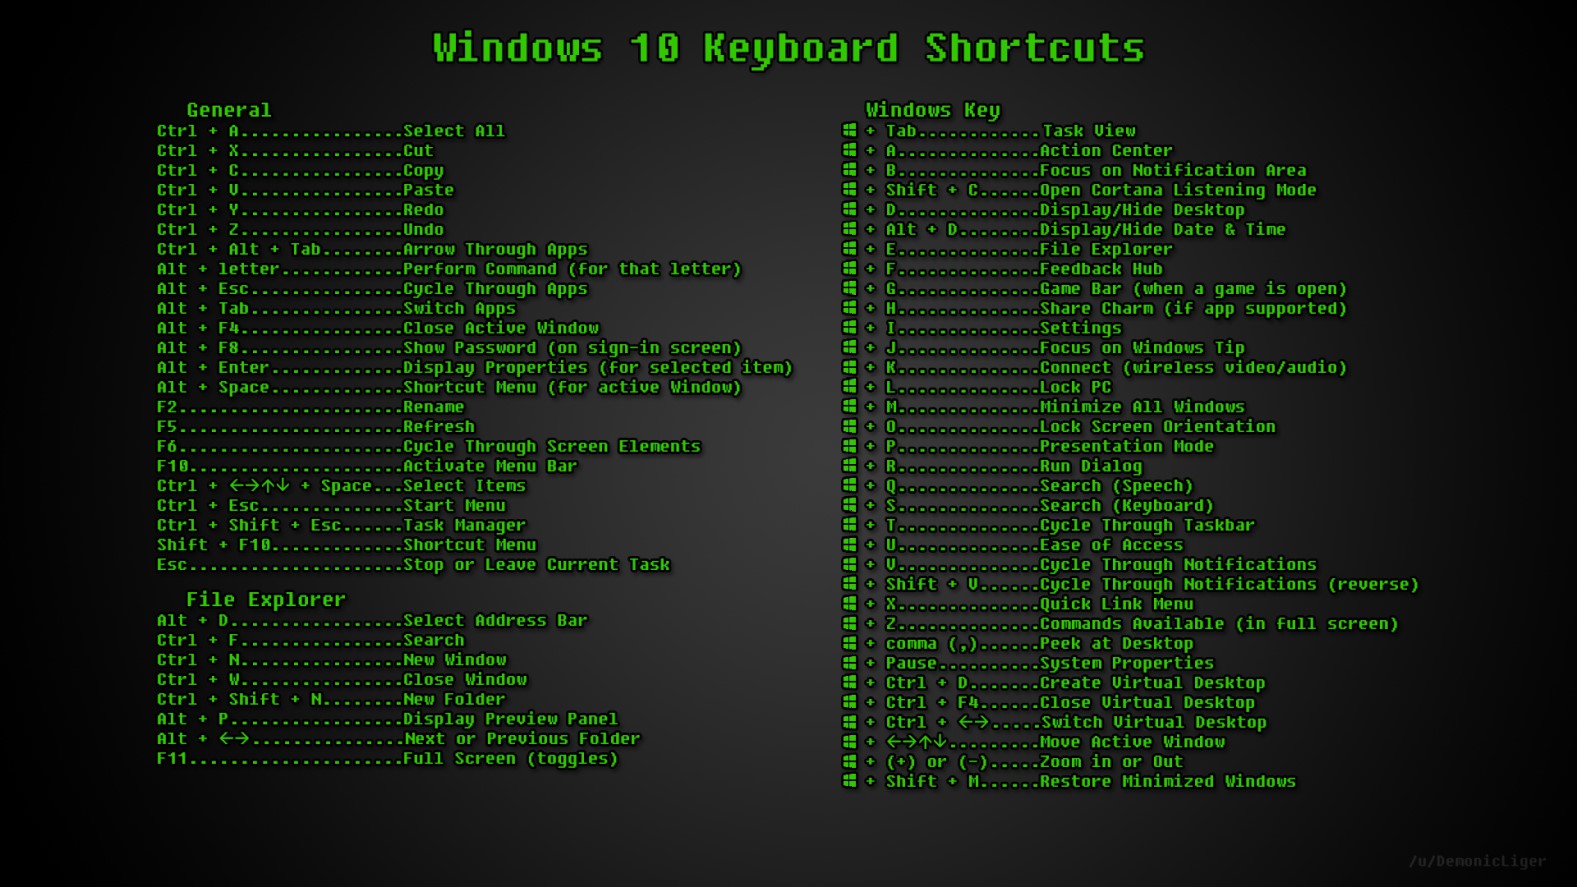 Windows 10 Keyboard Shortcuts
General
Ctrl + A................Select All
Ctrl + X................Cut
Ctrl + C................Copy
Ctrl + V................Paste
Ctrl + Y................Redo
Ctrl + Z................Undo
Ctrl + Alt + Tab........Arrow Through Apps
Alt + letter............Perform Command (for that letter)
Alt + Esc...............Cycle Through Apps
Alt + Tab...............Switch Apps
Alt + F4................Close Active Window
Alt + F8................Show Password (on sign-in screen)
Alt + Enter.............Display Properties (for selected item)
Alt + Space.............Shortcut Menu (for active Window)
F2......................Rename
F5......................Refresh
F6......................Cycle Through Screen Elements
F10.....................Activate Menu Bar
Ctrl + ←→↑↓ + Space...Select Items
Ctrl + Esc..............Start Menu
Ctrl + Shift + Esc......Task Manager
Shift + F10.............Shortcut Menu
Esc.....................Stop or Leave Current Task
File Explorer
Alt + D.................Select Address Bar
Ctrl + F................Search
Ctrl + N................New Window
Ctrl + W................Close Window
Ctrl + Shift + N........New Folder
Alt + P.................Display Preview Panel
Alt + ←→...............Next or Previous Folder
F11.....................Full Screen (toggles)
Windows Key
+ Tab............Task View
+ A..............Action Center
+ B..............Focus on Notification Area
+ Shift + C......Open Cortana Listening Mode
+ D..............Display/Hide Desktop
+ Alt + D........Display/Hide Date & Time
+ E..............File Explorer
+ F..............Feedback Hub
+ G..............Game Bar (when a game is open)
+ H..............Share Charm (if app supported)
+ I..............Settings
+ J..............Focus on Windows Tip
+ K..............Connect (wireless video/audio)
+ L..............Lock PC
+ M..............Minimize All Windows
+ O..............Lock Screen Orientation
+ P..............Presentation Mode
+ R..............Run Dialog
+ Q..............Search (Speech)
+ S..............Search (Keyboard)
+ T..............Cycle Through Taskbar
+ U..............Ease of Access
+ V..............Cycle Through Notifications
+ Shift + V......Cycle Through Notifications (reverse)
+ X..............Quick Link Menu
+ Z..............Commands Available (in full screen)
+ comma (,)......Peek at Desktop
+ Pause..........System Properties
+ Ctrl + D.......Create Virtual Desktop
+ Ctrl + F4......Close Virtual Desktop
+ Ctrl + ←→.....Switch Virtual Desktop
+ ←→↑↓.........Move Active Window
+ (+) or (-).....Zoom in or Out
+ Shift + M......Restore Minimized Windows
/u/DemonicLiger